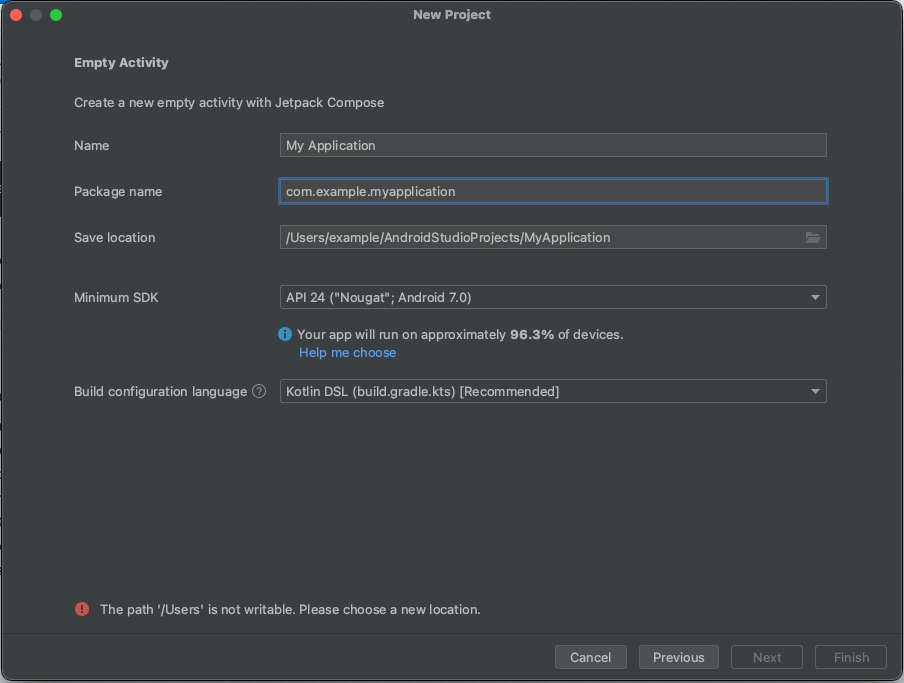 New Project
Empty Activity
Create a new empty activity with Jetpack Compose
Name
My Application
Package name
com.example.myapplication
Save location
/Users/example/AndroidStudioProjects/MyApplication
Minimum SDK
API 24 ("Nougat"; Android 7.0)
Your app will run on approximately 96.3% of devices.
Help me choose
Build configuration language ?
Kotlin DSL (build.gradle.kts) [Recommended]
The path '/Users' is not writable. Please choose a new location.
Cancel Previous Next Finish